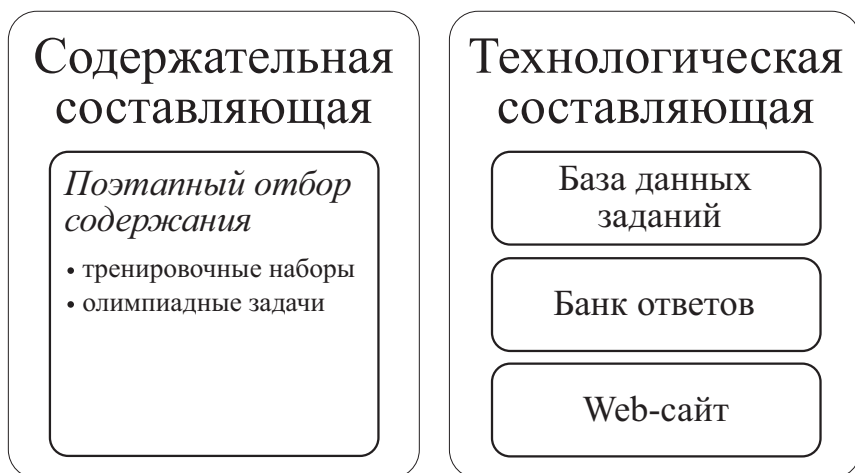 Содержательная
составляющая
Поэтапный отбор
содержания
• тренировочные наборы
• олимпиадные задачи
Технологическая
составляющая
База данных
заданий
Банк ответов
Web-сайт